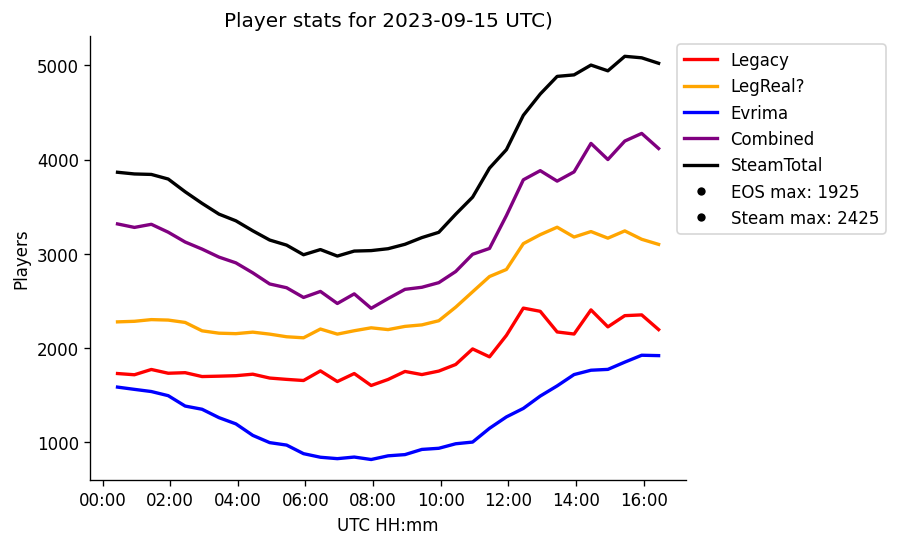 Player stats for 2023-09-15 UTC)
Players
5000
4000
3000
2000
1000
00:00 02:00 04:00 06:00 08:00 10:00 12:00 14:00 16:00
UTC HH:mm
Legacy
LegReal?
Evrima
Combined
SteamTotal
EOS max: 1925
Steam max: 2425